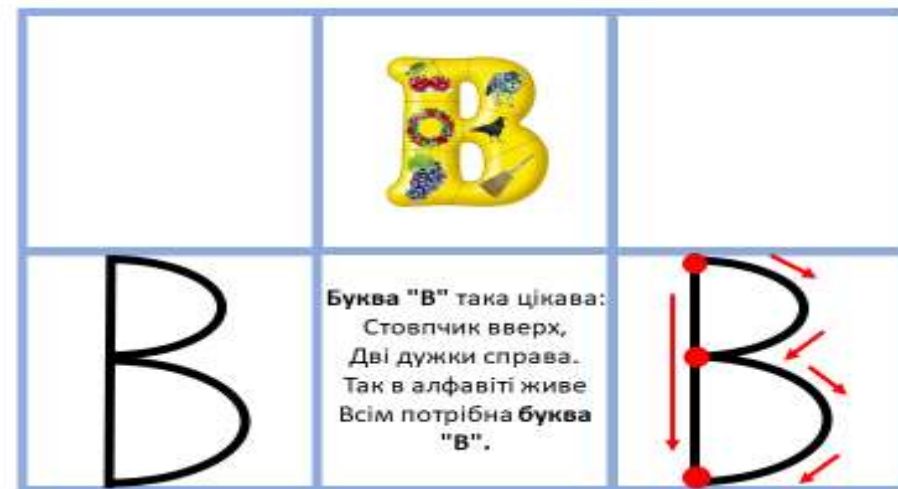 В
В
Буква "В" така цікава:
Стовпчик вверх,
Дві дужки справа.
Так в алфавіті живе
Всім потрібна буква
"В".
В